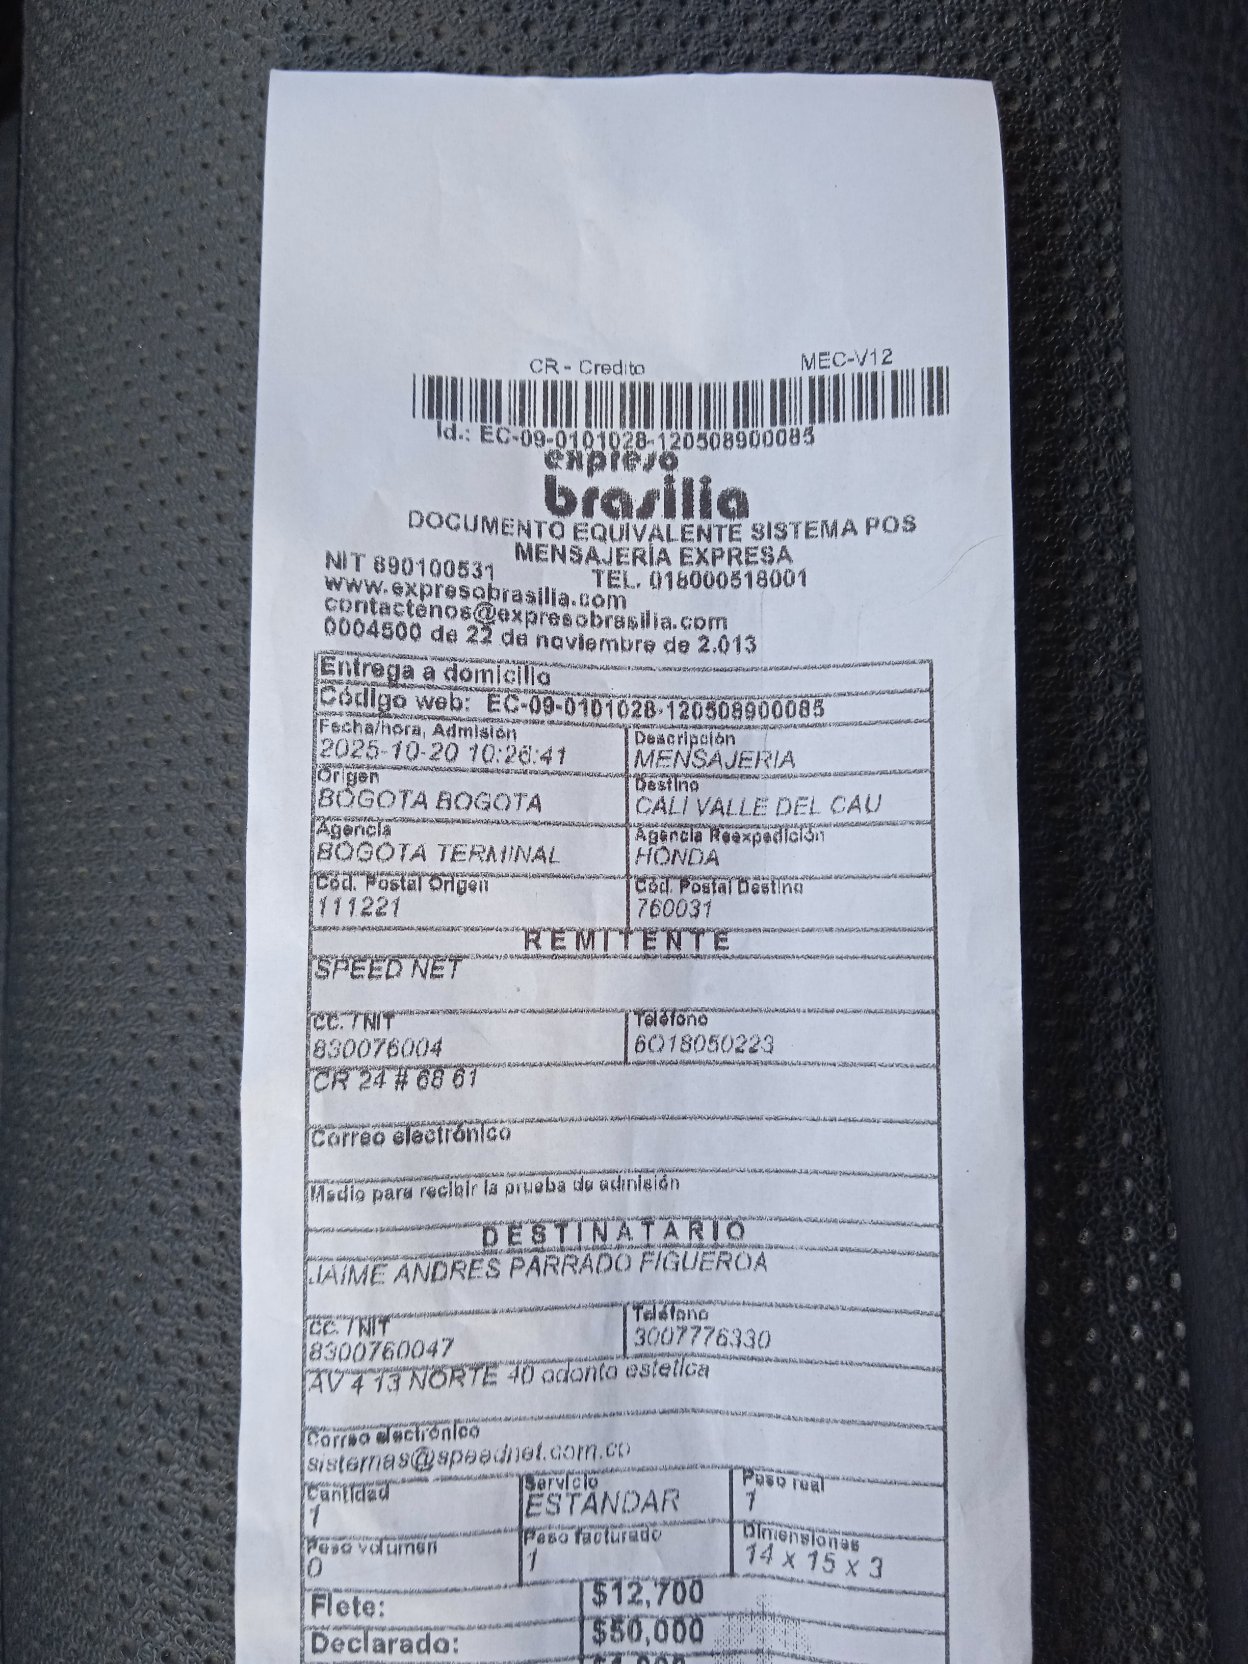 CR - Credito MEC-V12
Id.: EC-09-0101028-120508900085
expreso
brasilia
DOCUMENTO EQUIVALENTE SISTEMA POS
MENSAJERÍA EXPRESA
NIT 890100531 TEL. 018000518001
www.expresobrasilia.com
contactenos@expresobrasilia.com
0004500 de 22 de noviembre de 2.013
Entrega a domicilio
Código web: EC-09-0101028-120508900085
Fecha/hora, Admisión Descripción
2025-10-20 10:26:41 MENSAJERIA
Origen Destino
BOGOTA BOGOTA CALI VALLE DEL CAU
Agencia Agencia Reexpedición
BOGOTA TERMINAL HONDA
Cód. Postal Origen Cód. Postal Destino
111221 760031
REMITENTE
SPEED NET
CC. / NIT Teléfono
830076004 6018050223
CR 24 # 68 61
Correo electrónico
Medio para recibir la prueba de admisión
DESTINATARIO
JAIME ANDRES PARRADO FIGUEROA
CC. / NIT Teléfono
8300760047 3007776330
AV 4 13 NORTE 40 odonto estetica
Correo electrónico
sistemas@speednet.com.co
Cantidad Servicio Peso real
1 ESTANDAR 1
Peso volumen Peso facturado Dimensiones
0 1 14 x 15 x 3
Flete: $12,700
Declarado: $50,000